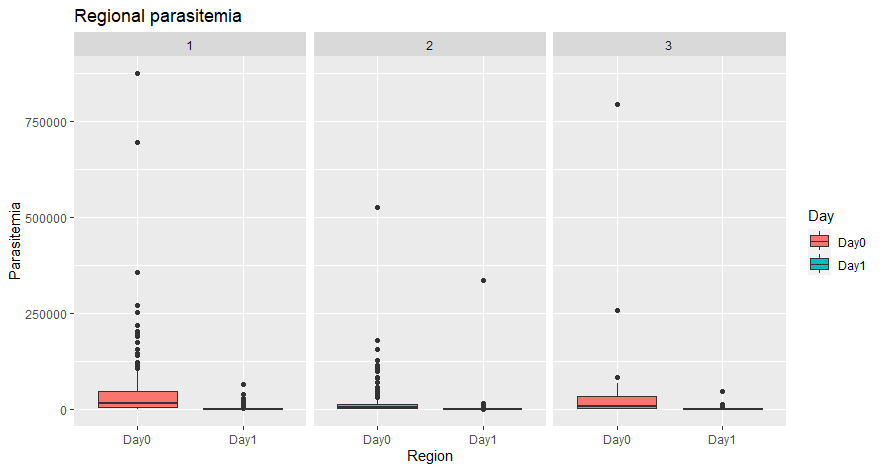 Regional parasitemia
1 2 3
Parasitemia
750000
500000
250000
0
Day0 Day1 Day0 Day1 Day0 Day1
Region
Day
Day0
Day1